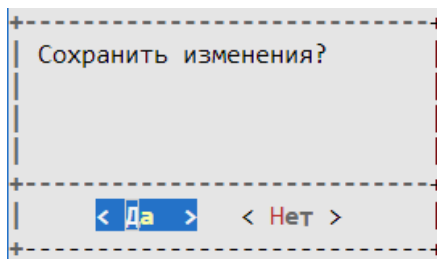 Сохранить изменения?
< Да > < Нет >